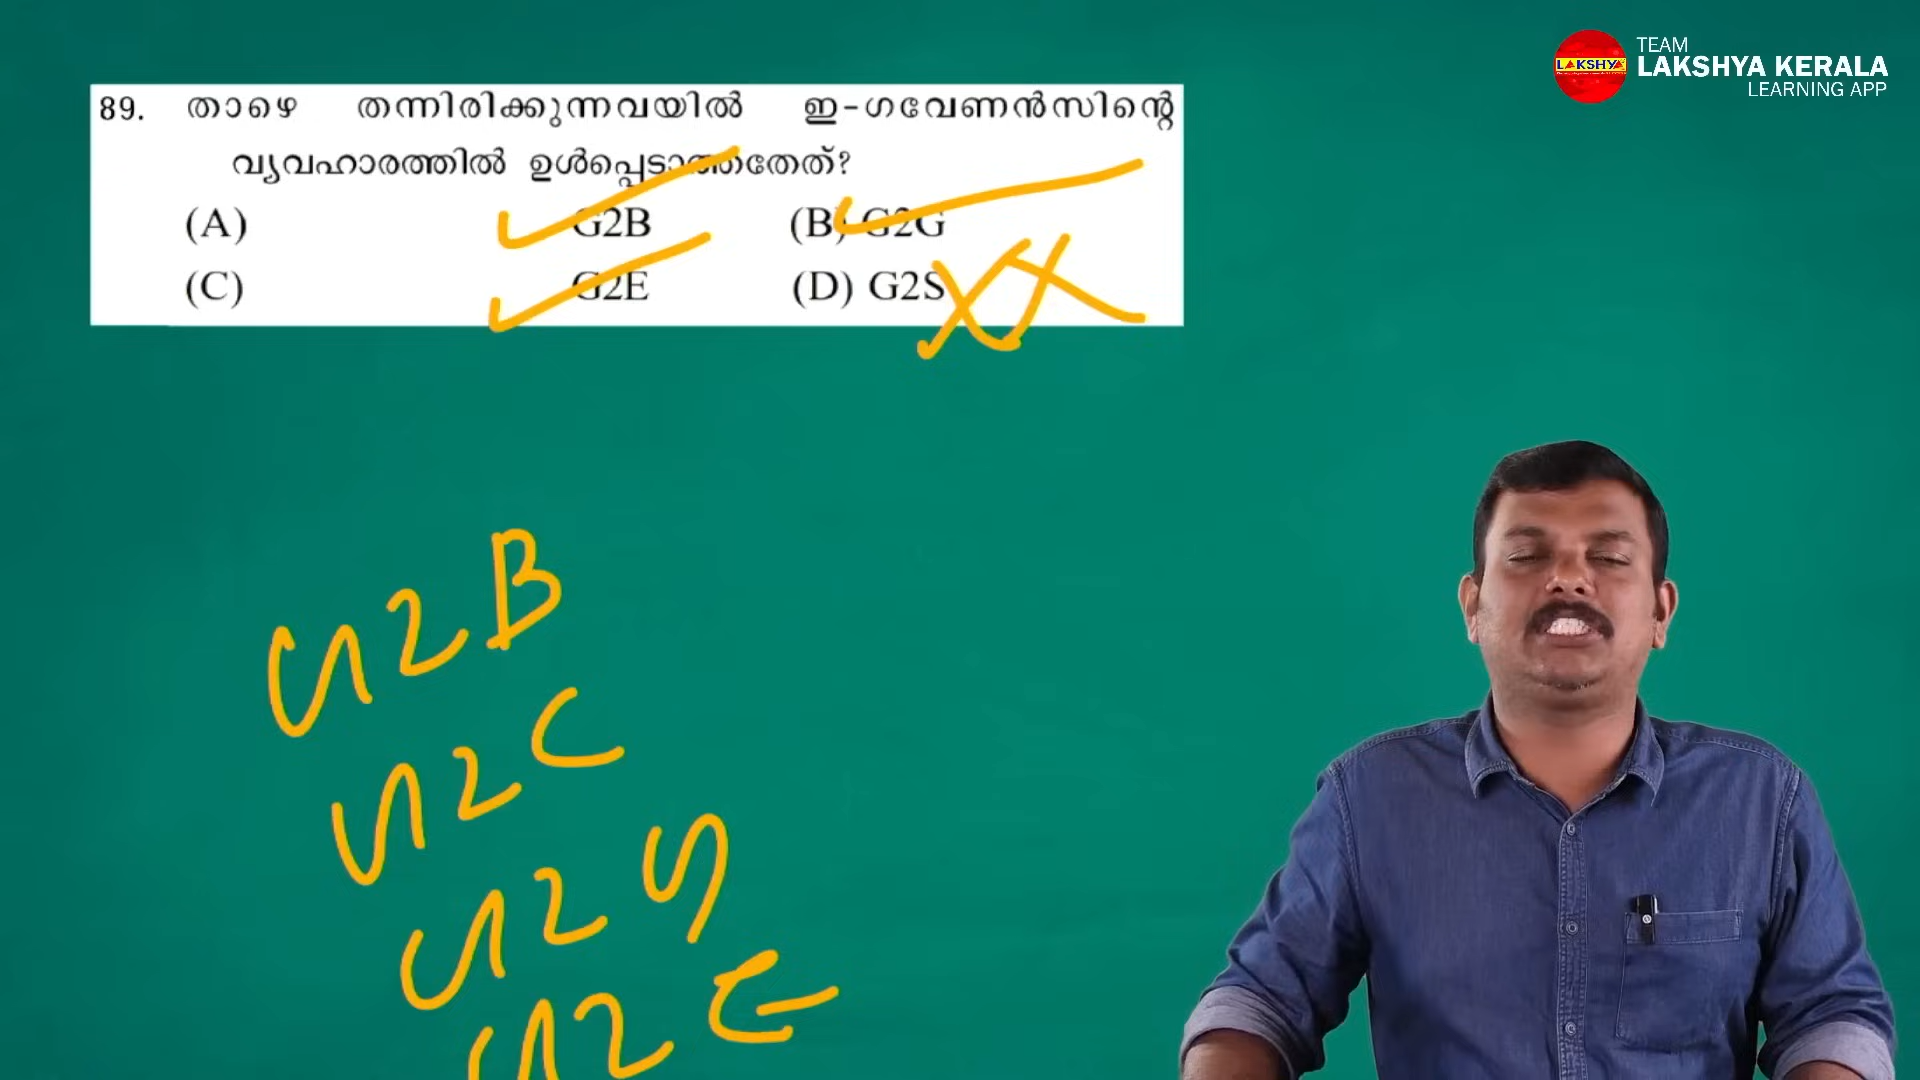 TEAM
LAKSHYA KERALA
LEARNING APP
LAKSHYA
89. താഴെ തന്നിരിക്കുന്നവയിൽ ഇ-ഗവേണൻസിന്റെ
വ്യവഹാരത്തിൽ ഉൾപ്പെടാത്തതേത്?
(A) G2B (B) G2G
(C) G2E (D) G2S
G2B
G2C
G2G
G2E